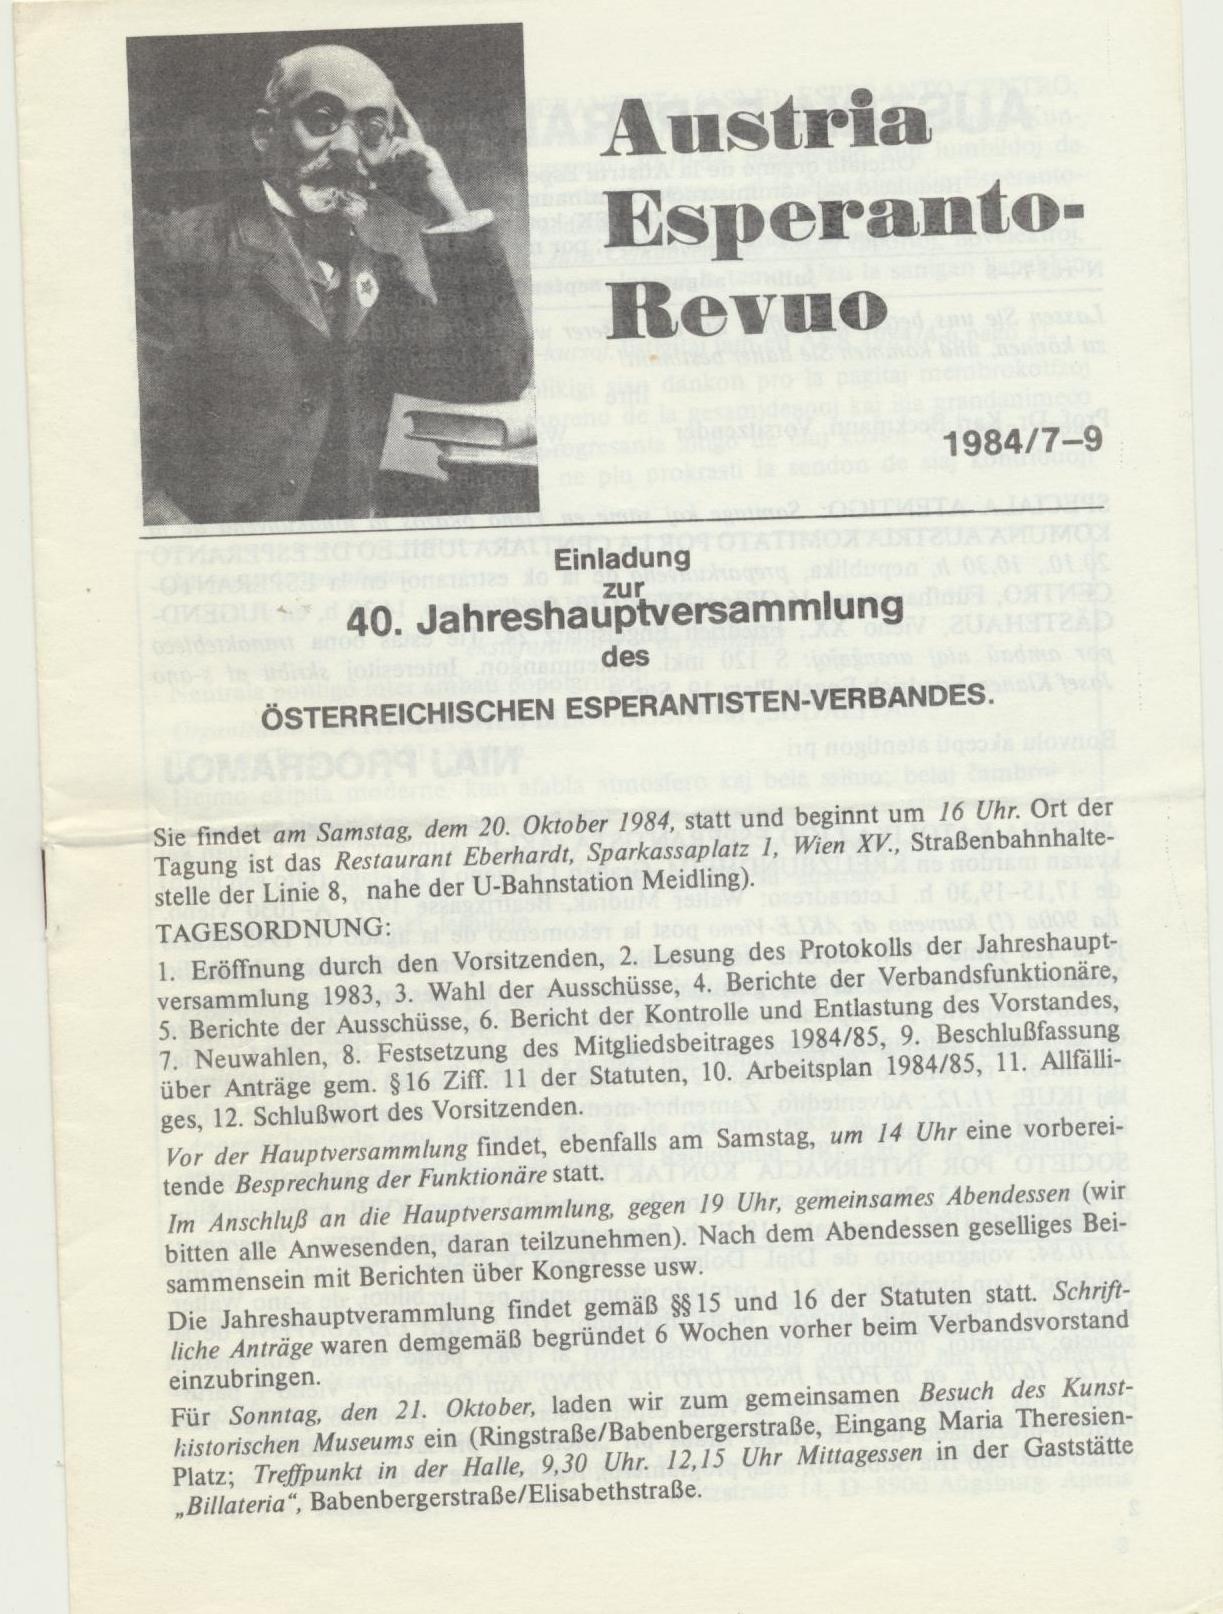 Austria
Esperanto-
Revuo
1984/7–9
Einladung
zur
40. Jahreshauptversammlung
des
ÖSTERREICHISCHEN ESPERANTISTEN-VERBANDES.
Sie findet am Samstag, dem 20. Oktober 1984, statt und beginnt um 16 Uhr. Ort der
Tagung ist das Restaurant Eberhardt, Sparkassaplatz 1, Wien XV., Straßenbahnhalte-
stelle der Linie 8, nahe der U-Bahnstation Meidling).
TAGESORDNUNG:
1. Eröffnung durch den Vorsitzenden, 2. Lesung des Protokolls der Jahreshaupt-
versammlung 1983, 3. Wahl der Ausschüsse, 4. Berichte der Verbandsfunktionäre,
5. Berichte der Ausschüsse, 6. Bericht der Kontrolle und Entlastung des Vorstandes,
7. Neuwahlen, 8. Festsetzung des Mitgliedsbeitrages 1984/85, 9. Beschlußfassung
über Anträge gem. § 16 Ziff. 11 der Statuten, 10. Arbeitsplan 1984/85, 11. Allfälli-
ges, 12. Schlußwort des Vorsitzenden.
Vor der Hauptversammlung findet, ebenfalls am Samstag, um 14 Uhr eine vorberei-
tende Besprechung der Funktionäre statt.
Im Anschluß an die Hauptversammlung, gegen 19 Uhr, gemeinsames Abendessen (wir
bitten alle Anwesenden, daran teilzunehmen). Nach dem Abendessen geselliges Bei-
sammensein mit Berichten über Kongresse usw.
Die Jahreshauptverammlung findet gemäß §§ 15 und 16 der Statuten statt. Schrift-
liche Anträge waren demgemäß begründet 6 Wochen vorher beim Verbandsvorstand
einzubringen.
Für Sonntag, den 21. Oktober, laden wir zum gemeinsamen Besuch des Kunst-
historischen Museums ein (Ringstraße/Babenbergerstraße, Eingang Maria Theresien-
Platz; Treffpunkt in der Halle, 9,30 Uhr. 12,15 Uhr Mittagessen in der Gaststätte
„Billateria“, Babenbergerstraße/Elisabethstraße.